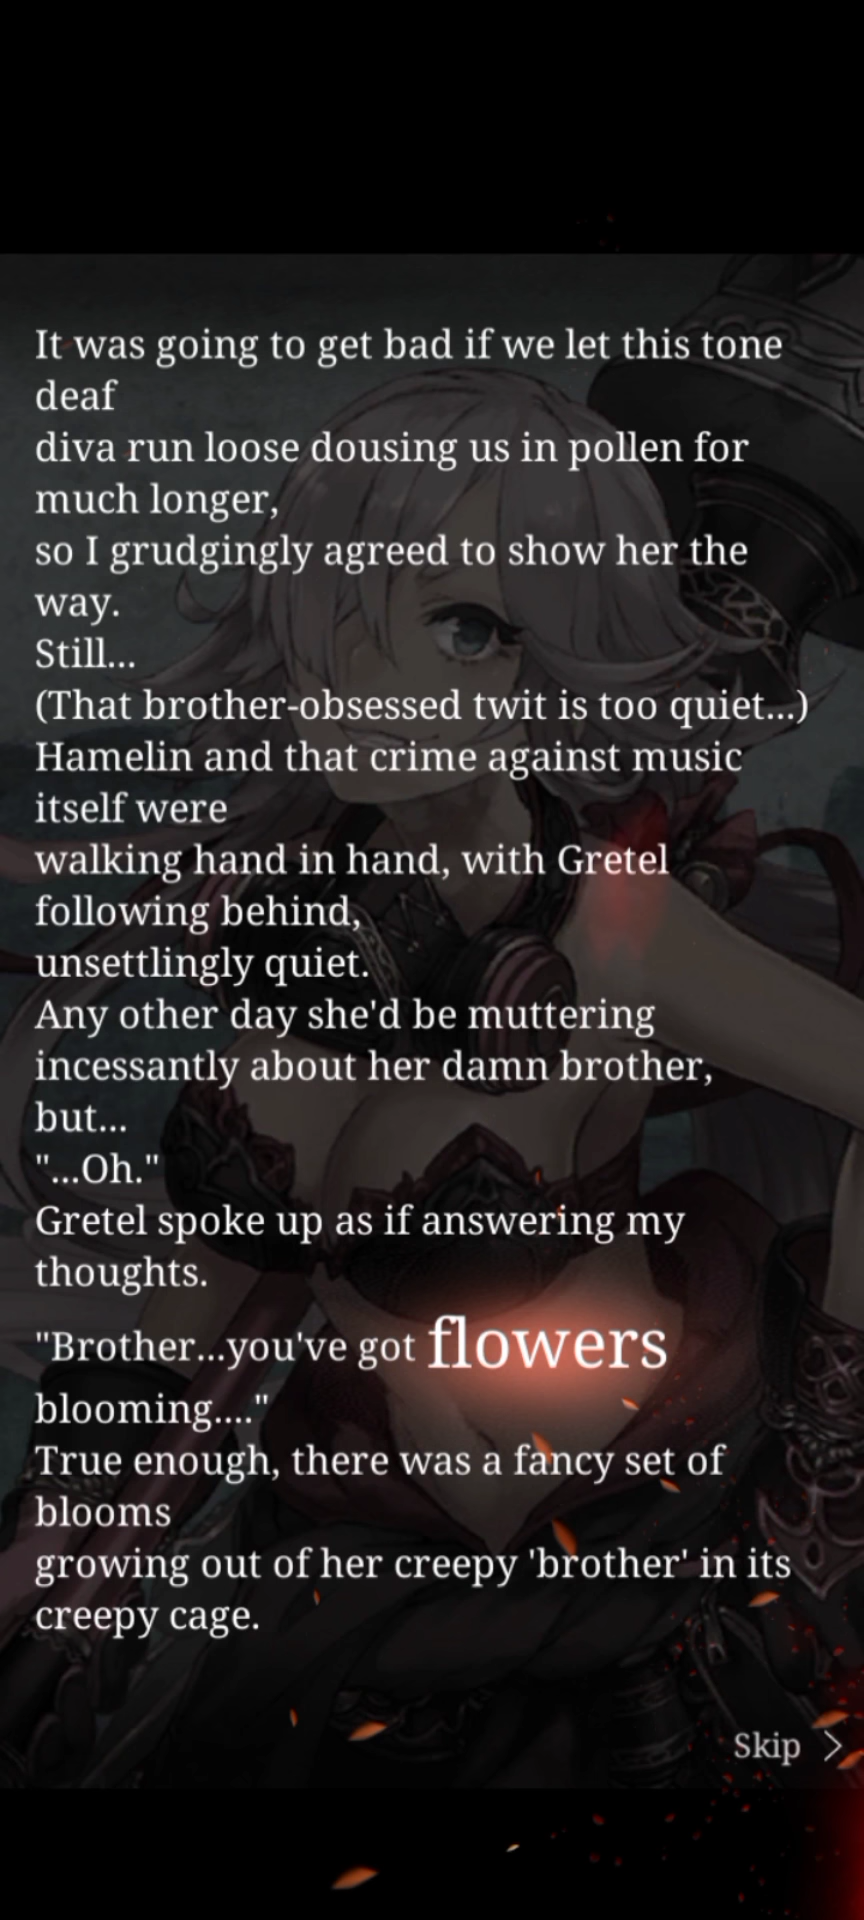 It was going to get bad if we let this tone
deaf
diva run loose dousing us in pollen for
much longer,
so I grudgingly agreed to show her the
way.
Still...
(That brother-obsessed twit is too quiet...)
Hamelin and that crime against music
itself were
walking hand in hand, with Gretel
following behind,
unsettlingly quiet.
Any other day she'd be muttering
incessantly about her damn brother,
but...
"...Oh."
Gretel spoke up as if answering my
thoughts.
"Brother...you've got flowers
blooming...."
True enough, there was a fancy set of
blooms
growing out of her creepy 'brother' in its
creepy cage.
Skip >